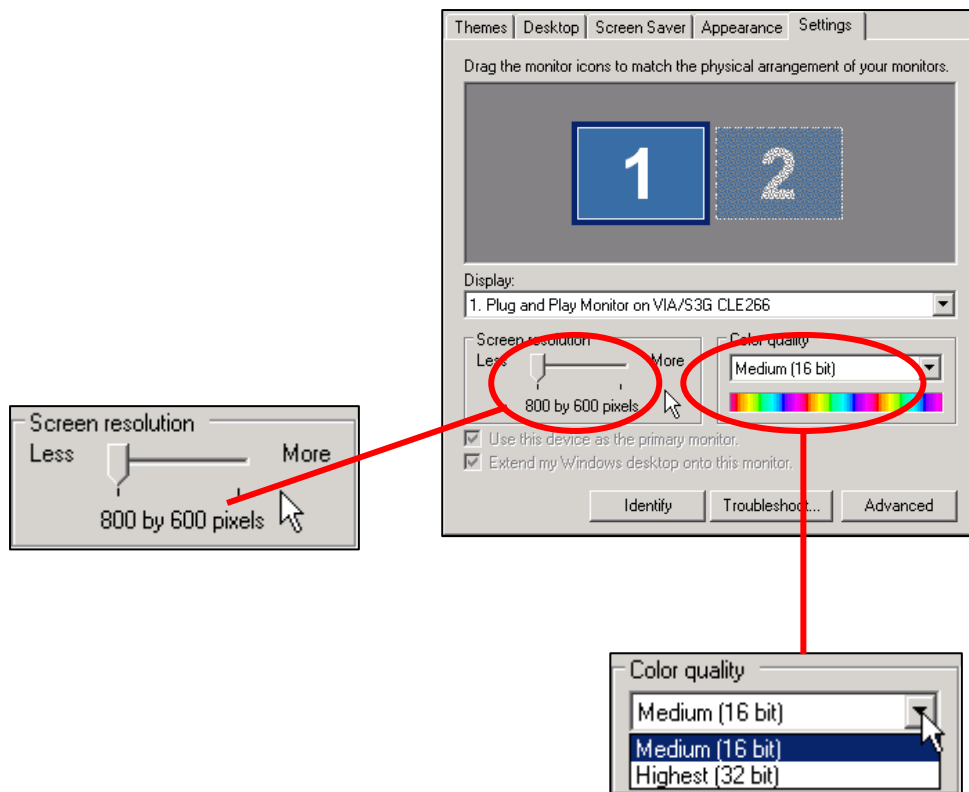 Themes Desktop Screen Saver Appearance Settings
Drag the monitor icons to match the physical arrangement of your monitors.
1 2
Display:
1. Plug and Play Monitor on VIA/S3G CLE266
Screen resolution
Less More
800 by 600 pixels
Color quality
Medium (16 bit)
Use this device as the primary monitor.
Extend my Windows desktop onto this monitor.
Identify Troubleshoot... Advanced
Screen resolution
Less More
800 by 600 pixels
Color quality
Medium (16 bit)
Medium (16 bit)
Highest (32 bit)